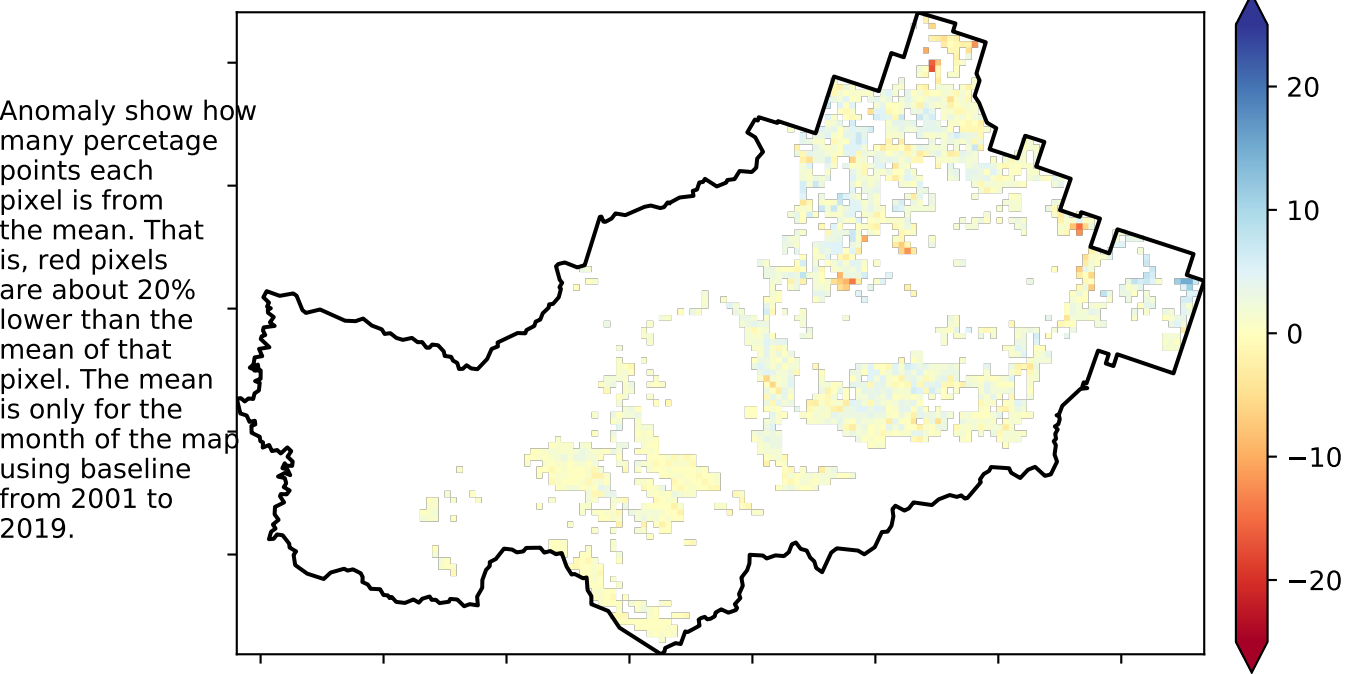 Anomaly show how
many percetage
points each
pixel is from
the mean. That
is, red pixels
are about 20%
lower than the
mean of that
pixel. The mean
is only for the
month of the map
using baseline
from 2001 to
2019.
20
10
0
−10
−20